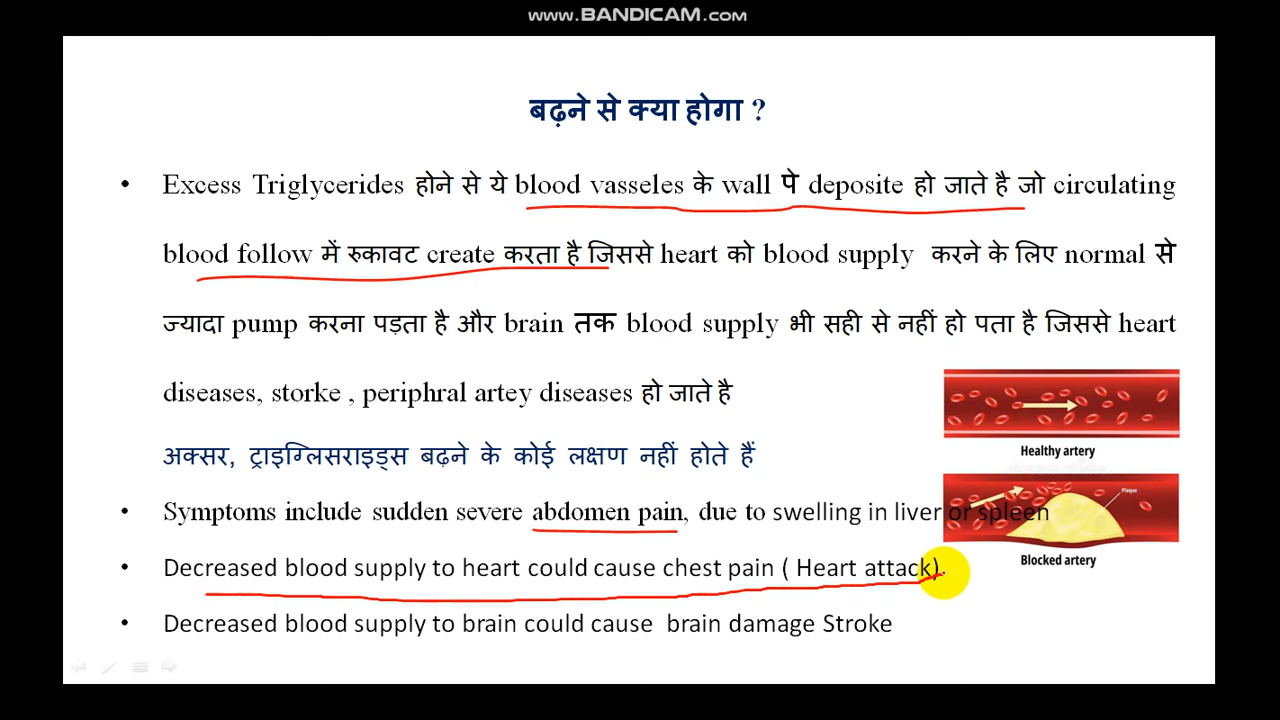 www.BANDICAM.com
बढ़ने से क्या होगा ?
• Excess Triglycerides होने से ये blood vasseles के wall पे deposite हो जाते है जो circulating
blood follow में रुकावट create करता है जिससे heart को blood supply करने के लिए normal से
ज्यादा pump करना पड़ता है और brain तक blood supply भी सही से नहीं हो पता है जिससे heart
diseases, storke , periphral artey diseases हो जाते है
Healthy artery
अक्सर, ट्राइग्लिसराइड्स बढ़ने के कोई लक्षण नहीं होते हैं
Plaque
• Symptoms include sudden severe abdomen pain, due to swelling in liver or spleen
Blocked artery
• Decreased blood supply to heart could cause chest pain ( Heart attack).
• Decreased blood supply to brain could cause brain damage Stroke